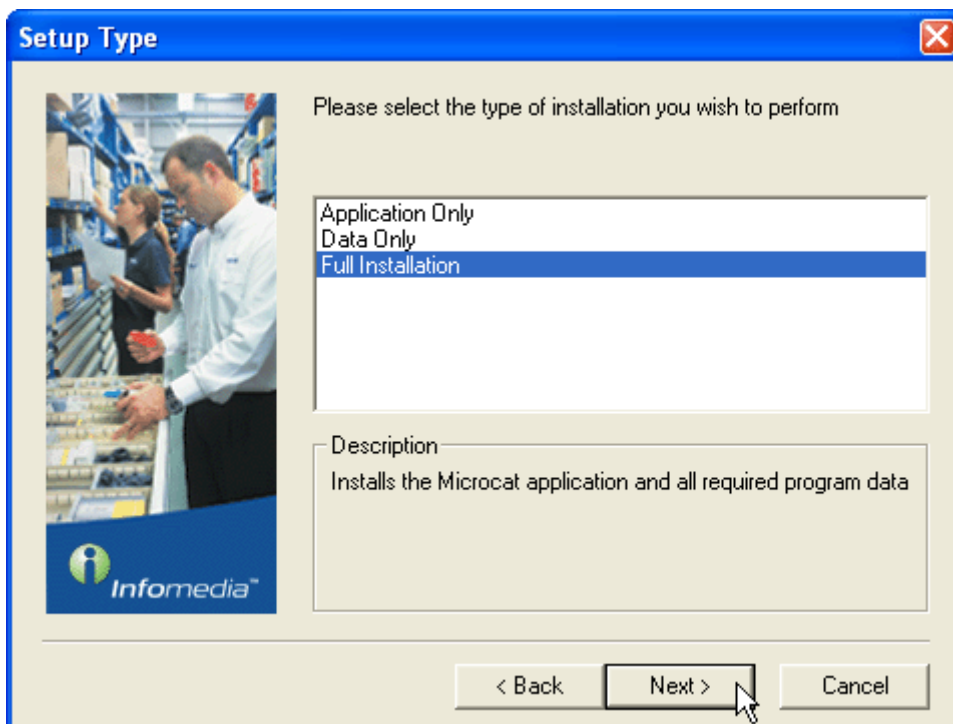 Setup Type
Please select the type of installation you wish to perform
Application Only
Data Only
Full Installation
Description
Installs the Microcat application and all required program data
Infomedia™
< Back
Next >
Cancel